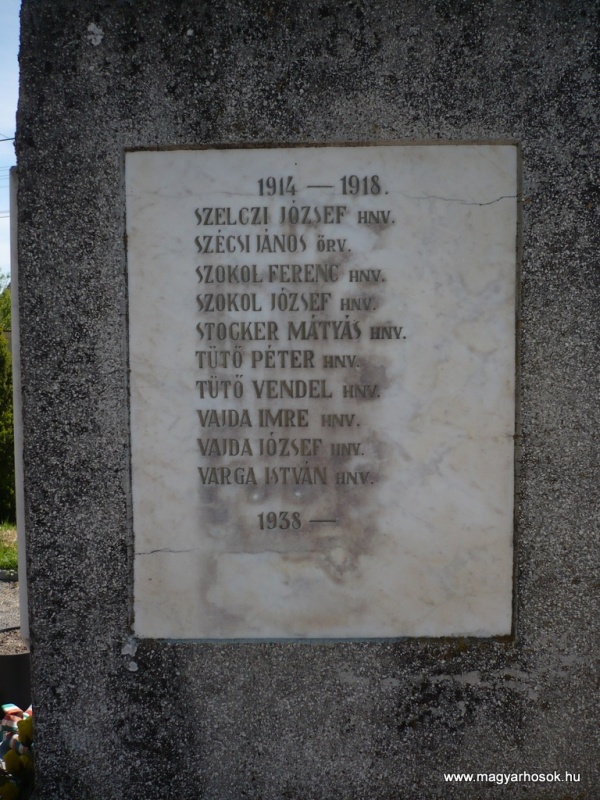 1914 — 1918.
SZELCZI JÓZSEF HNV.
SZÉCSI JÁNOS ŐRV.
SZOKOL FERENC HNV.
SZOKOL JÓZSEF HNV.
STOCKER MÁTYÁS HNV.
TÜTŐ PÉTER HNV.
TÜTŐ VENDEL HNV.
VAJDA IMRE HNV.
VAJDA JÓZSEF HNV.
VARGA ISTVÁN HNV.
1938 —
www.magyarhosok.hu